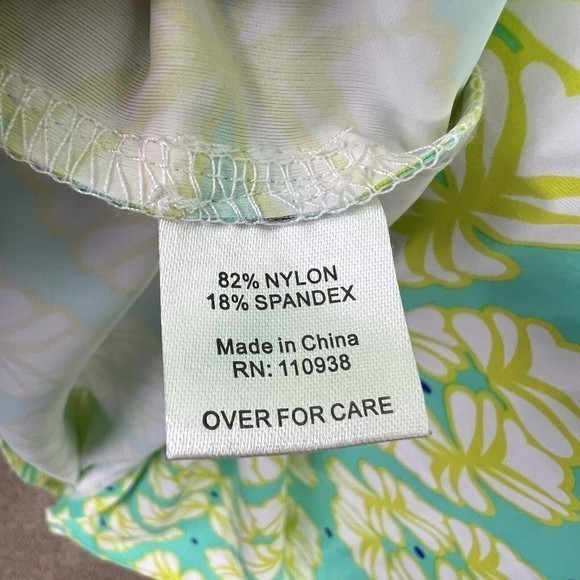 82% NYLON
18% SPANDEX
Made in China
RN: 110938
OVER FOR CARE